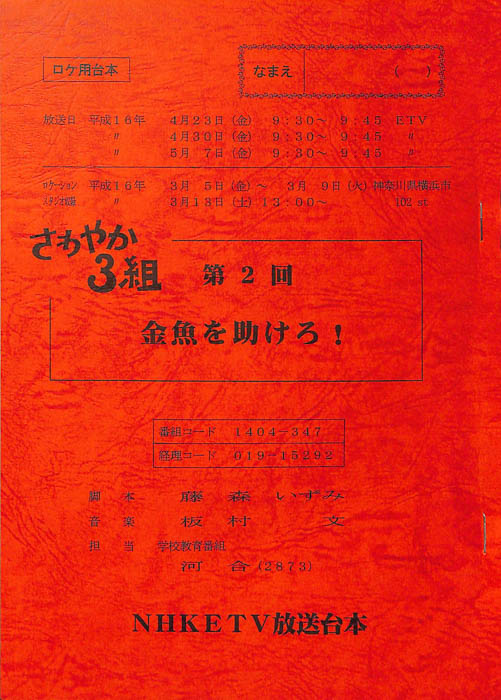 ロケ用台本
なまえ （　　）
放送日 平成１６年 ４月２３日（金） ９：３０～ ９：４５ ＥＴＶ
〃 ４月３０日（金） ９：３０～ ９：４５ 〃
〃 ５月 ７日（金） ９：３０～ ９：４５ 〃
ロケーション 平成１６年 ３月 ５日（金）～ ３月 ９日（火）神奈川県横浜市
〃 ３月１３日（土）１３：００～ 102 st
さわやか
３組
第２回
金魚を助けろ！
番組コード １４０４－３４７
経理コード ０１９－１５２９２
脚本 藤森いずみ
音楽 板村 文
担当 学校教育番組
河合（２８７３）
ＮＨＫＥＴＶ放送台本